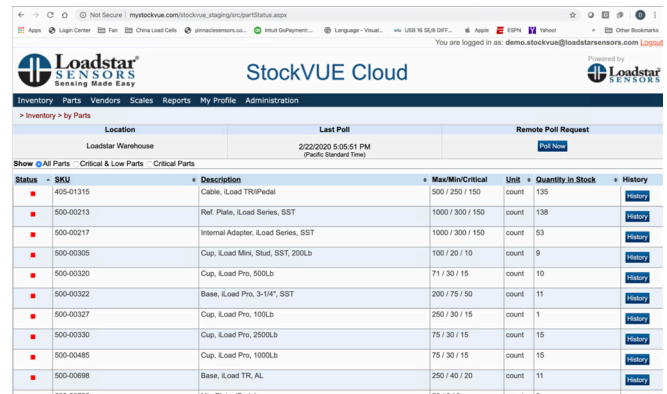 Not Secure | mystockvue.com/stockvue_staging/src/partStatus.aspx
Apps Login Center Fan China Load Cells pinnaclesensors.co... Intuit GoPayment:... Language - Visual... USB 16 SE/8 DIFF... Apple ESPN Yahoo! » Other Bookmarks
You are logged in as: demo.stockvue@loadstarsensors.com Logout
Loadstar
SENSORS
Sensing Made Easy
StockVUE Cloud
Powered by
Loadstar
SENSORS
Inventory Parts Vendors Scales Reports My Profile Administration
> Inventory > by Parts
Location Last Poll Remote Poll Request
Loadstar Warehouse 2/22/2020 5:05:51 PM Poll Now
(Pacific Standard Time)
Show All Parts Critical & Low Parts Critical Parts
Status SKU Description Max/Min/Critical Unit Quantity in Stock History
405-01315 Cable, iLoad TR/iPedal 500 / 250 / 150 count 135 History
500-00213 Ref. Plate, iLoad Series, SST 1000 / 300 / 150 count 138 History
500-00217 Internal Adapter, iLoad Series, SST 1000 / 300 / 150 count 53 History
500-00305 Cup, iLoad Mini, Stud, SST, 200Lb 100 / 20 / 10 count 9 History
500-00320 Cup, iLoad Pro, 500Lb 71 / 30 / 15 count 10 History
500-00322 Base, iLoad Pro, 3-1/4", SST 200 / 75 / 50 count 11 History
500-00327 Cup, iLoad Pro, 100Lb 250 / 30 / 15 count 1 History
500-00330 Cup, iLoad Pro, 2500Lb 75 / 30 / 15 count 15 History
500-00485 Cup, iLoad Pro, 1000Lb 75 / 30 / 15 count 15 History
500-00698 Base, iLoad TR, AL 250 / 40 / 20 count 11 History